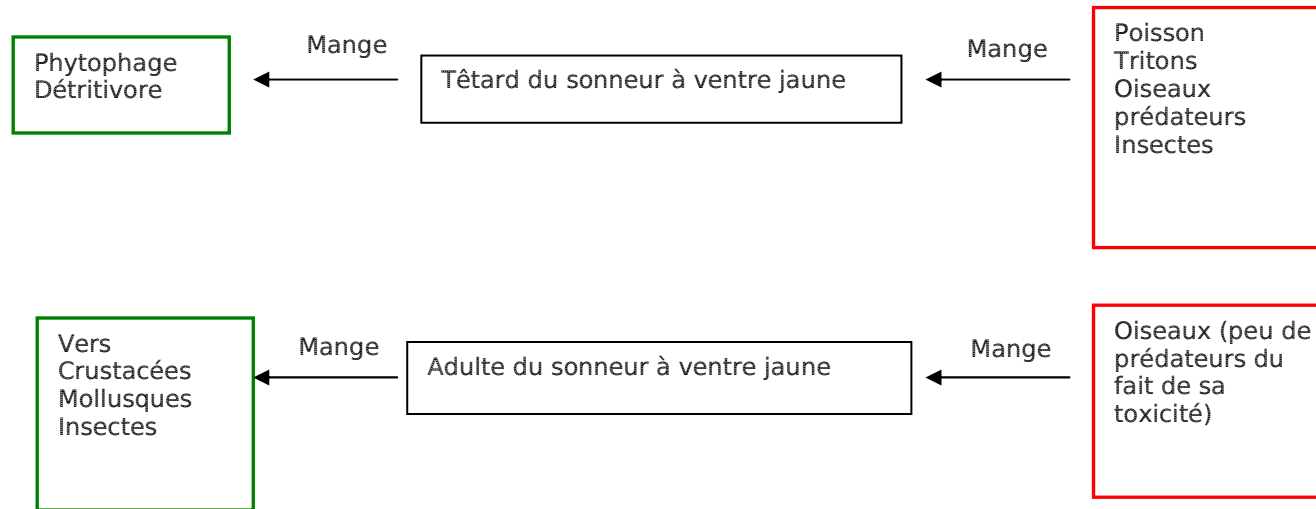 Phytophage
Détritivore
Mange
Têtard du sonneur à ventre jaune
Mange
Poisson
Tritons
Oiseaux
prédateurs
Insectes
Vers
Crustacées
Mollusques
Insectes
Mange
Adulte du sonneur à ventre jaune
Mange
Oiseaux (peu de
prédateurs du
fait de sa
toxicité)